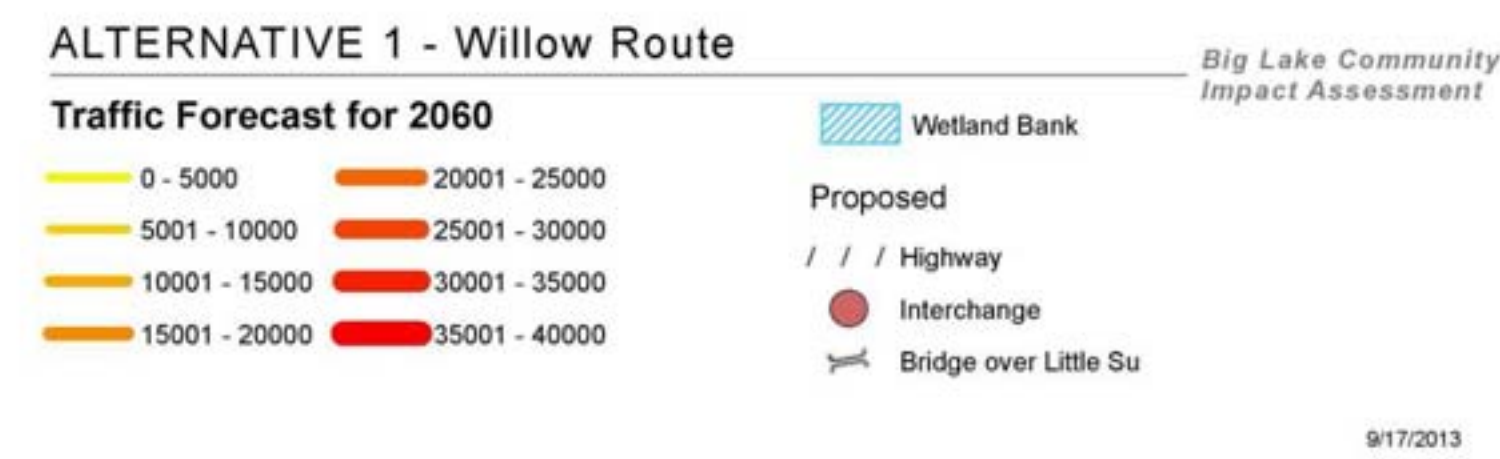 ALTERNATIVE 1 - Willow Route
Big Lake Community
Impact Assessment
Traffic Forecast for 2060
0 - 5000
5001 - 10000
10001 - 15000
15001 - 20000
20001 - 25000
25001 - 30000
30001 - 35000
35001 - 40000
Wetland Bank
Proposed
Highway
Interchange
Bridge over Little Su
9/17/2013